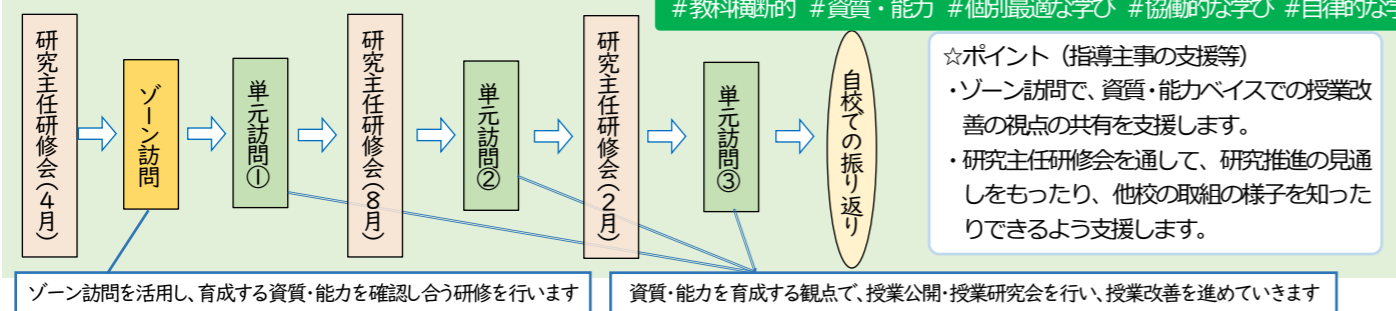 #教科横断的 #資質・能力 #個別最適な学び #協働的な学び #自律的な学
研究主任研修会(4月)
ゾーン訪問
単元訪問①
研究主任研修会(8月)
単元訪問②
研究主任研修会(2月)
単元訪問③
自校での振り返り
☆ポイント（指導主事の支援等）
・ゾーン訪問で、資質・能力ベイスでの授業改
善の視点の共有を支援します。
・研究主任研修会を通して、研究推進の見通
しをもったり、他校の取組の様子を知った
りできるよう支援します。
ゾーン訪問を活用し、育成する資質・能力を確認し合う研修を行います
資質・能力を育成する観点で、授業公開・授業研究会を行い、授業改善を進めていきます